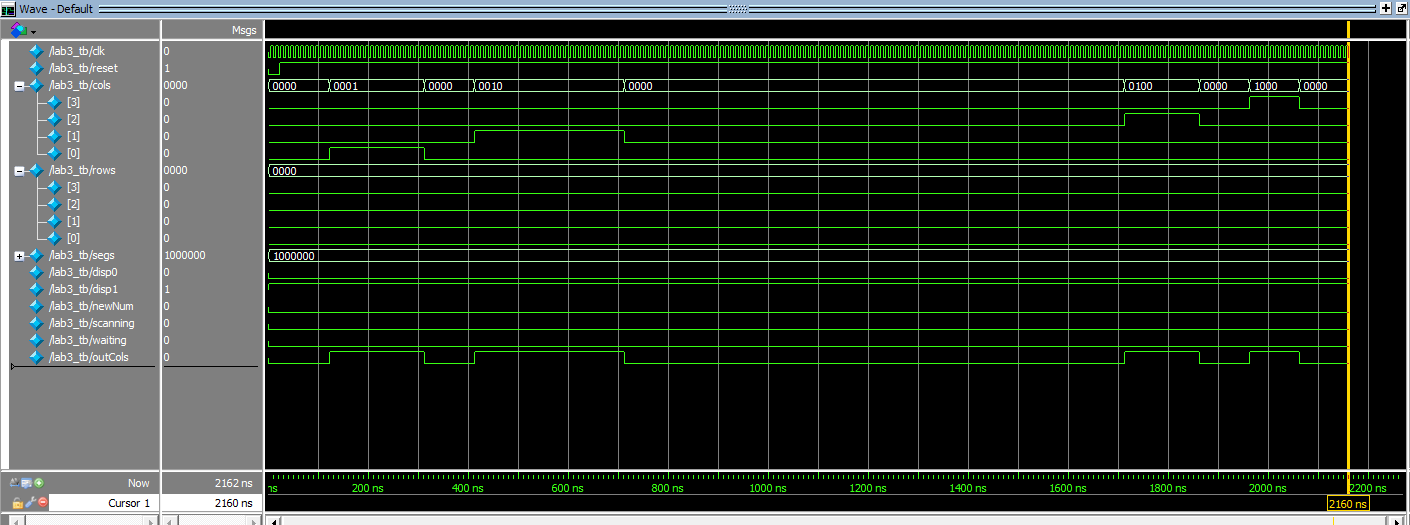 Wave - Default
Msgs
/lab3_tb/clk 0
/lab3_tb/reset 1
/lab3_tb/cols 0000 0000 0001 0000 0010 0000 0100 0000 1000 0000
[3] 0
[2] 0
[1] 0
[0] 0
/lab3_tb/rows 0000 0000
[3] 0
[2] 0
[1] 0
[0] 0
/lab3_tb/segs 1000000 1000000
/lab3_tb/disp0 0
/lab3_tb/disp1 1
/lab3_tb/newNum 0
/lab3_tb/scanning 0
/lab3_tb/waiting 0
/lab3_tb/outCols 0
Now 2162 ns ns 200 ns 400 ns 600 ns 800 ns 1000 ns 1200 ns 1400 ns 1600 ns 1800 ns 2000 ns 2200 ns
Cursor 1 2160 ns 2160 ns